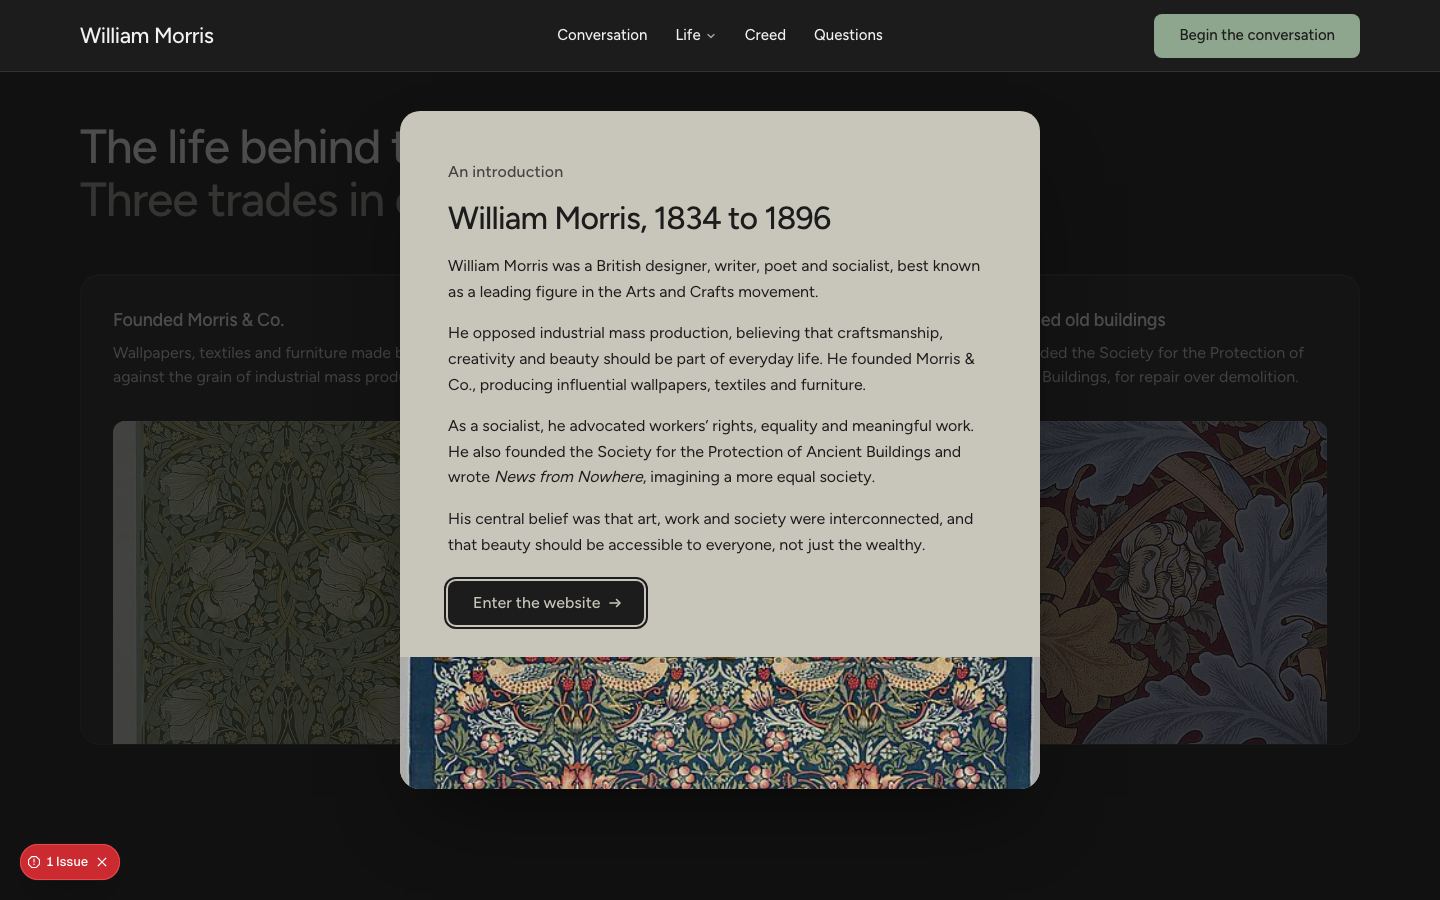 William Morris
Conversation
Life
Creed
Questions
Begin the conversation
The life behind t
Three trades in
An introduction
William Morris, 1834 to 1896
William Morris was a British designer, writer, poet and socialist, best known
as a leading figure in the Arts and Crafts movement.
He opposed industrial mass production, believing that craftsmanship,
creativity and beauty should be part of everyday life. He founded Morris &
Co., producing influential wallpapers, textiles and furniture.
As a socialist, he advocated workers’ rights, equality and meaningful work.
He also founded the Society for the Protection of Ancient Buildings and
wrote News from Nowhere, imagining a more equal society.
His central belief was that art, work and society were interconnected, and
that beauty should be accessible to everyone, not just the wealthy.
Enter the website →
Founded Morris & Co.
Wallpapers, textiles and furniture made b
against the grain of industrial mass prod
ed old buildings
ded the Society for the Protection of
Buildings, for repair over demolition.
1 Issue